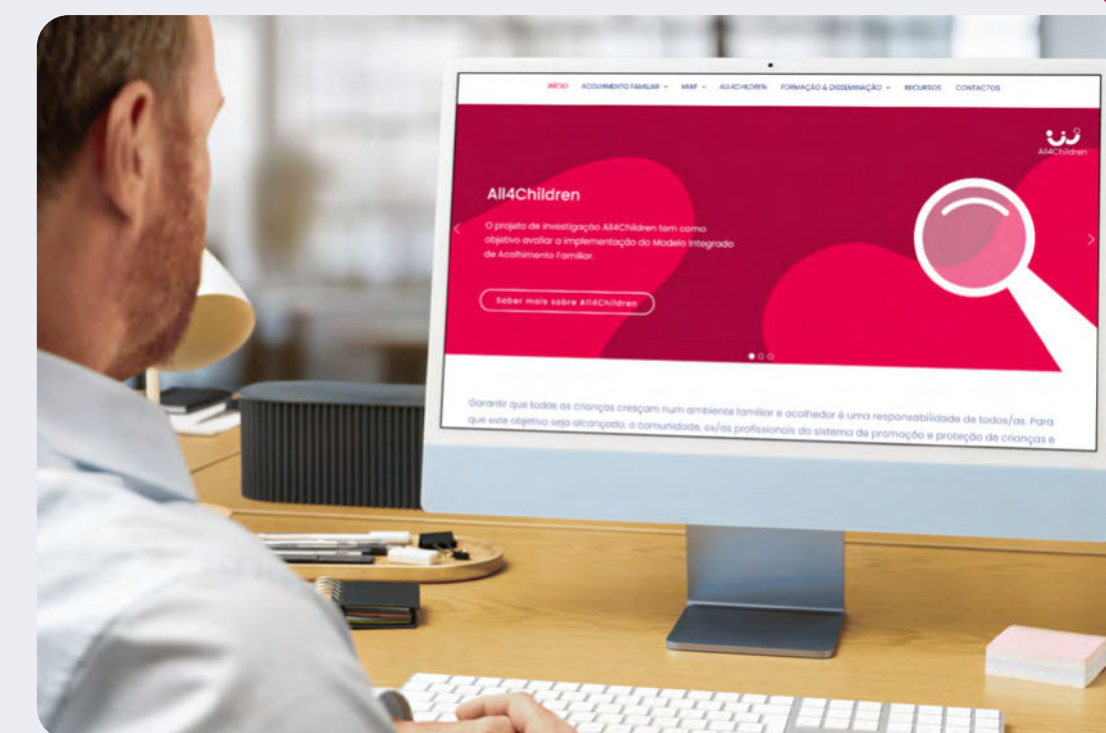 INÍCIO ACOLHIMENTO FAMILIAR MIAF ALL4CHILDREN FORMAÇÃO & DISSEMINAÇÃO RECURSOS CONTACTOS
All4Children
All4Children
O projeto de investigação All4Children tem como
objetivo avaliar a implementação do Modelo Integrado
de Acolhimento Familiar.
Saber mais sobre All4Children
Garantir que todas as crianças cresçam num ambiente familiar e acolhedor é uma responsabilidade de todos/as. Para
que este objetivo seja alcançado, a comunidade, os/as profissionais do sistema de promoção e proteção de crianças e